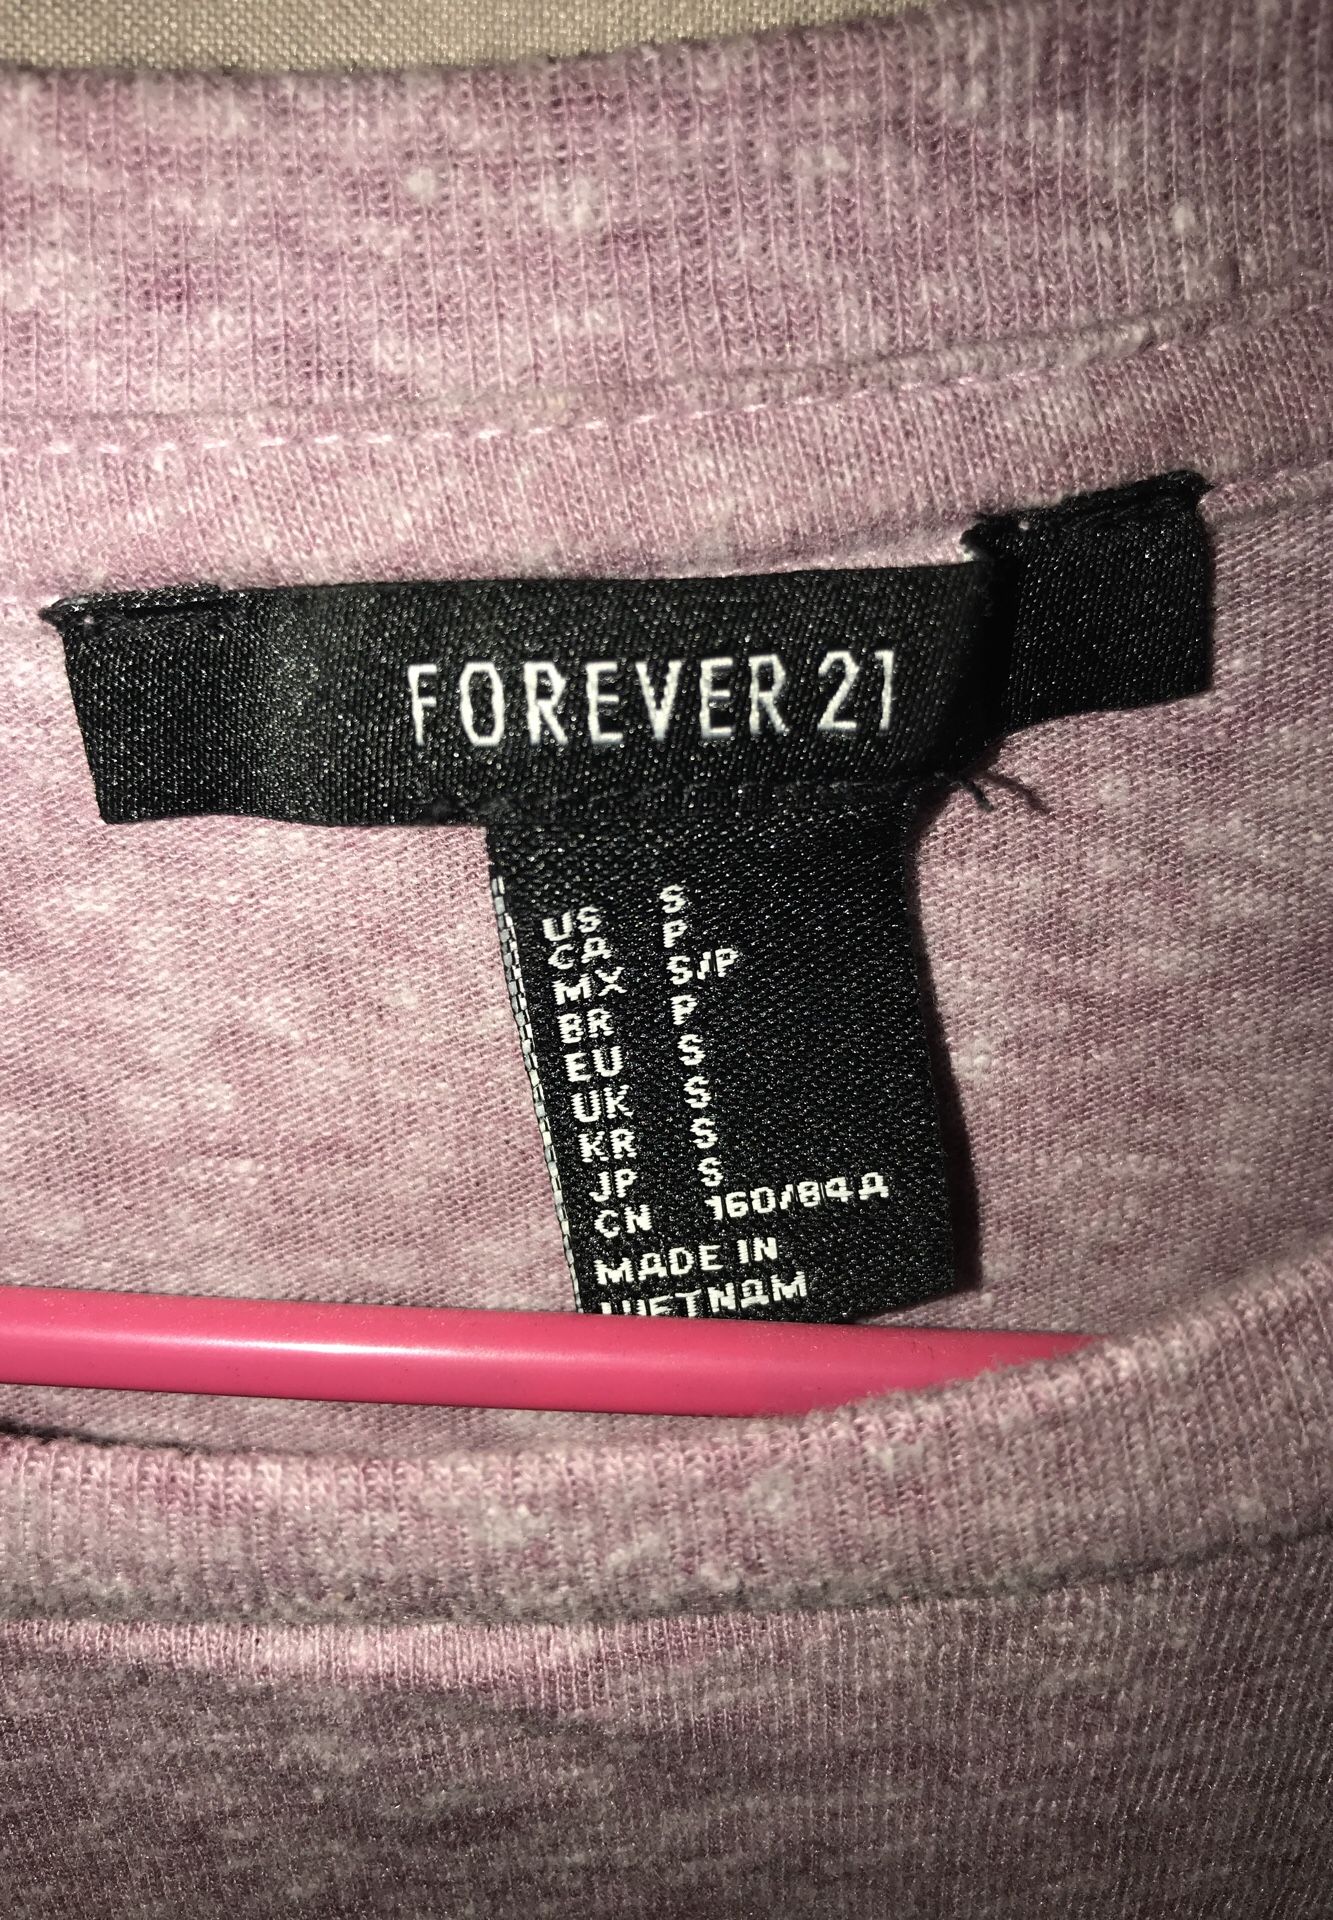 FOREVER 21
US S
CA P
MX S/P
BR P
EU S
UK S
KR S
JP S
CN 160/84A
MADE IN
VIETNAM